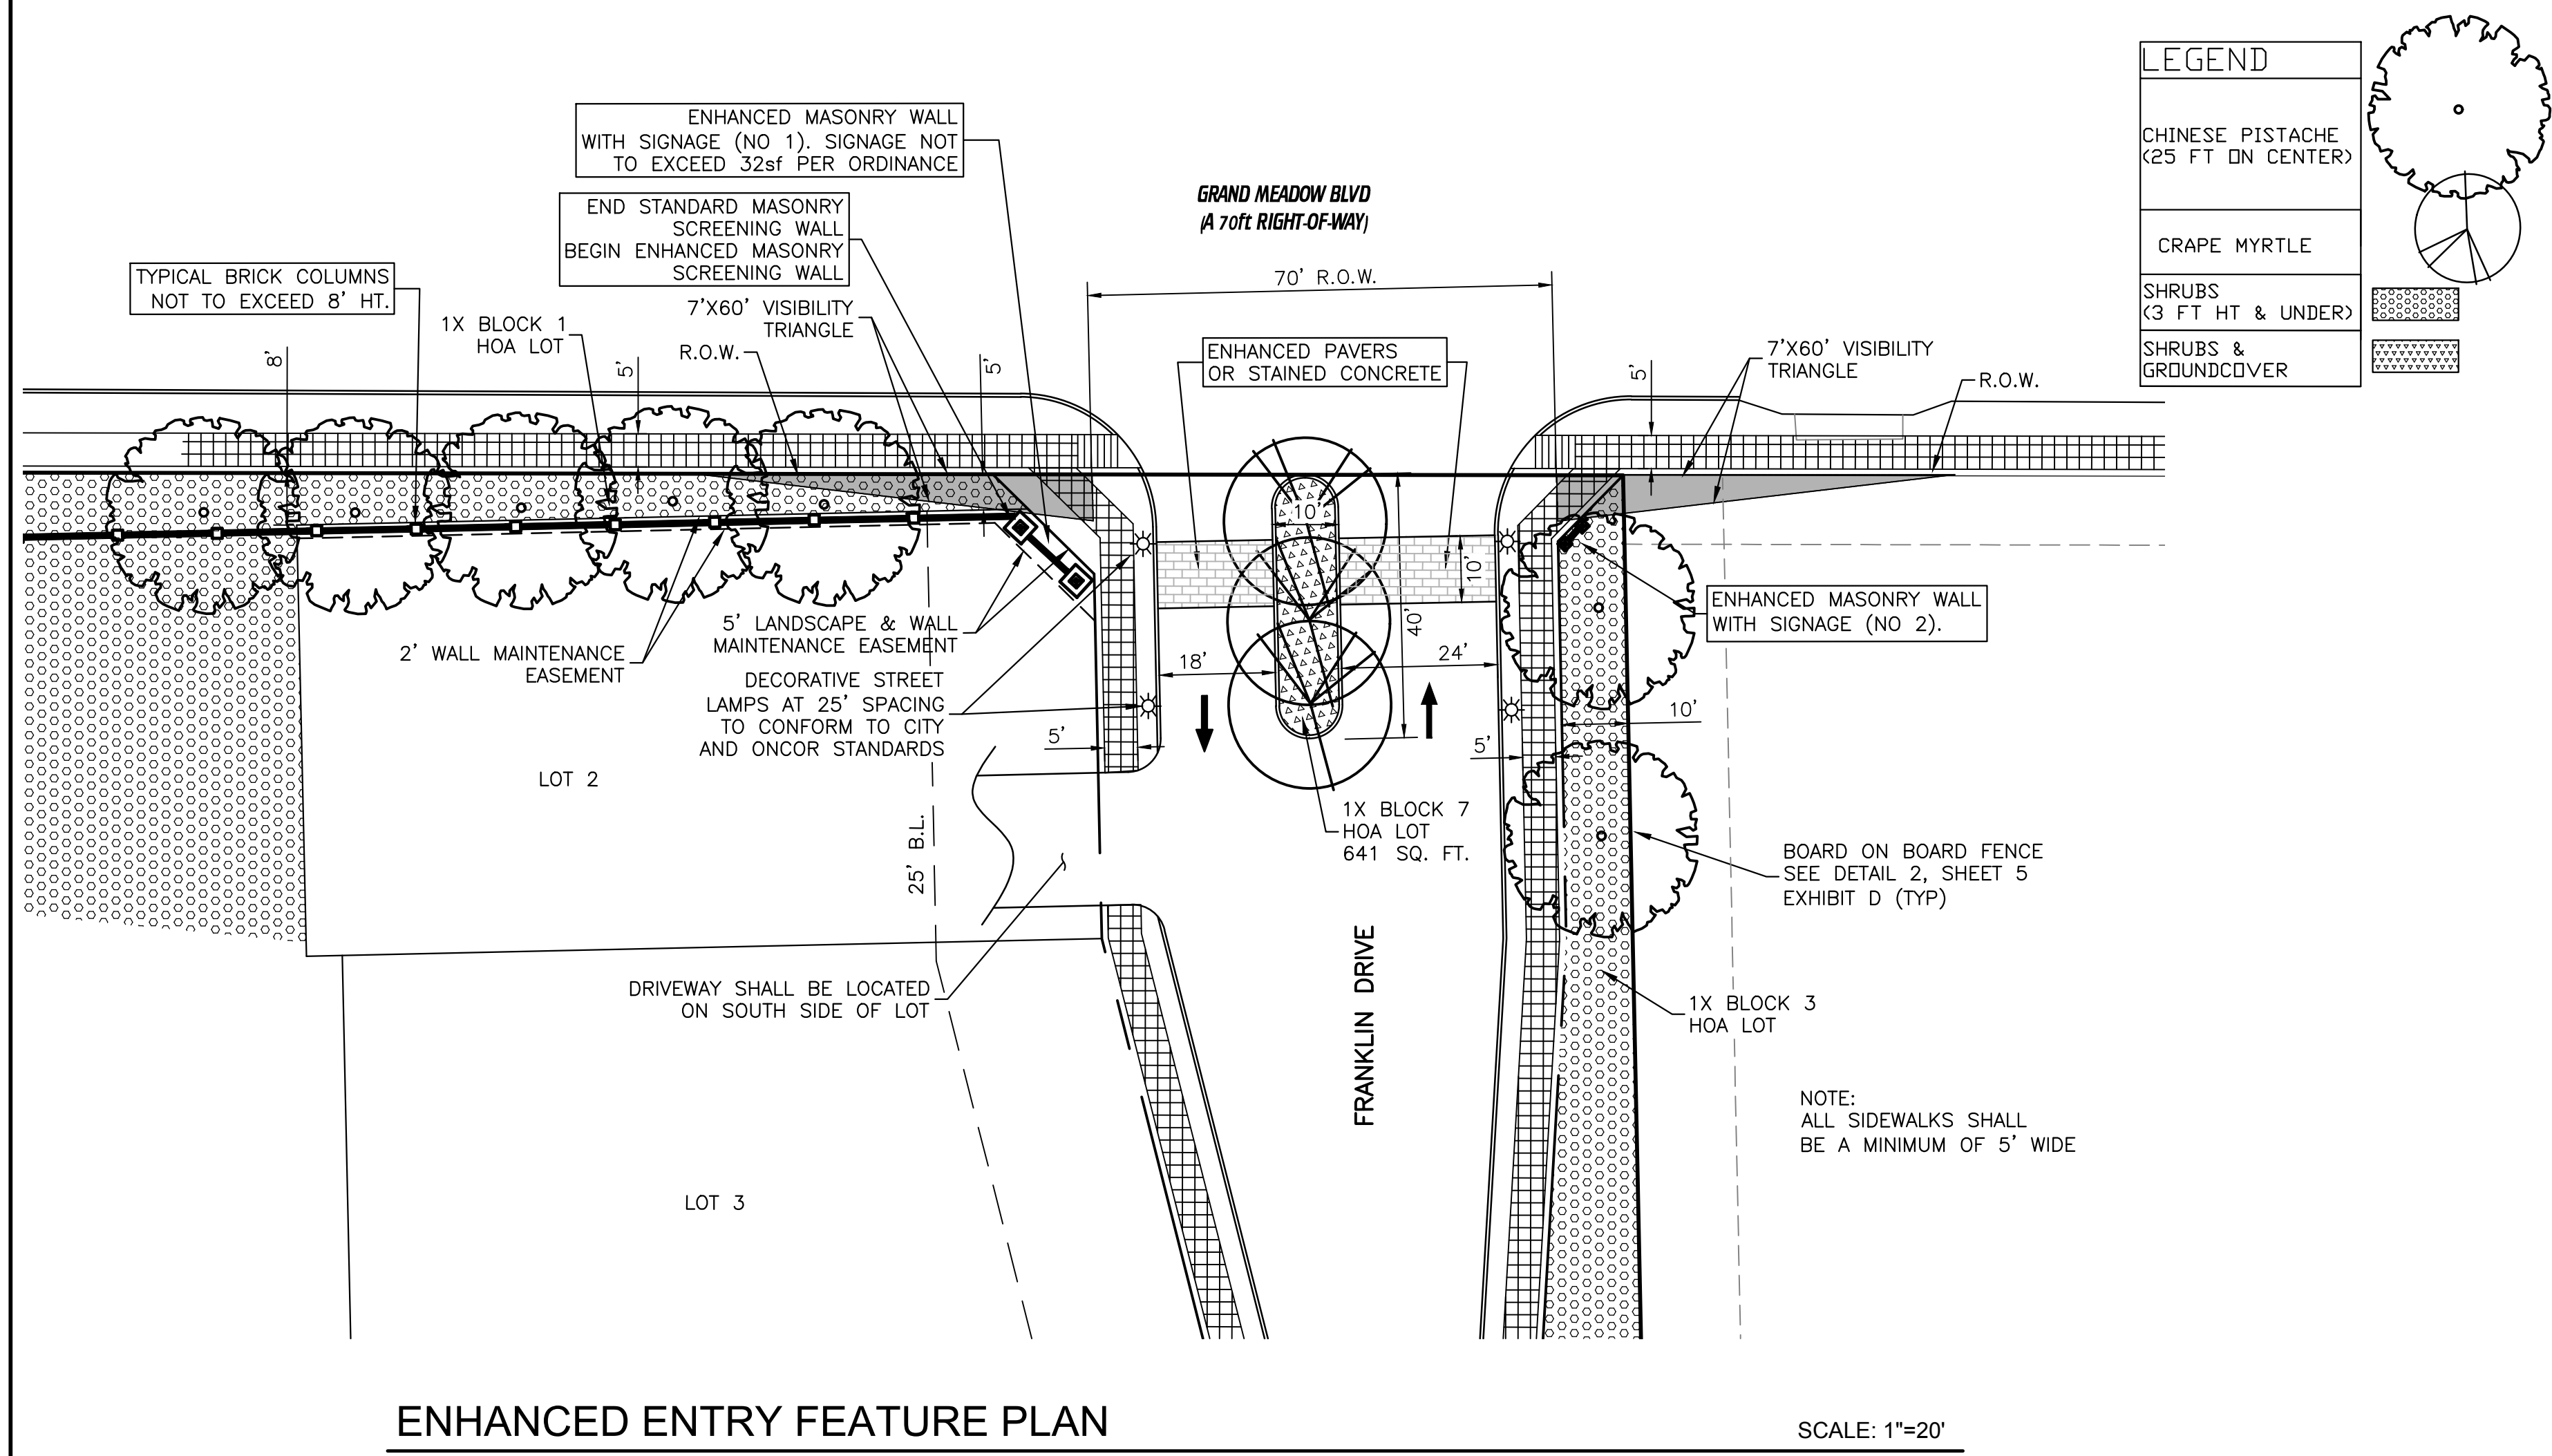 ENHANCED MASONRY WALL
WITH SIGNAGE (NO 1). SIGNAGE NOT
TO EXCEED 32sf PER ORDINANCE
END STANDARD MASONRY
SCREENING WALL
BEGIN ENHANCED MASONRY
SCREENING WALL
TYPICAL BRICK COLUMNS
NOT TO EXCEED 8' HT.
1X BLOCK 1
HOA LOT
7'X60' VISIBILITY
TRIANGLE
R.O.W.
8'
5'
5'
GRAND MEADOW BLVD
(A 70ft RIGHT-OF-WAY)
70' R.O.W.
ENHANCED PAVERS
OR STAINED CONCRETE
5'
7'X60' VISIBILITY
TRIANGLE
R.O.W.
LEGEND
CHINESE PISTACHE
(25 FT ON CENTER)
CRAPE MYRTLE
SHRUBS
(3 FT HT & UNDER)
SHRUBS &
GROUNDCOVER
10'
10'
40'
18'
24'
5' LANDSCAPE & WALL
MAINTENANCE EASEMENT
2' WALL MAINTENANCE
EASEMENT
DECORATIVE STREET
LAMPS AT 25' SPACING
TO CONFORM TO CITY
AND ONCOR STANDARDS
5'
5'
10'
ENHANCED MASONRY WALL
WITH SIGNAGE (NO 2).
LOT 2
25' B.L.
1X BLOCK 7
HOA LOT
641 SQ. FT.
BOARD ON BOARD FENCE
SEE DETAIL 2, SHEET 5
EXHIBIT D (TYP)
DRIVEWAY SHALL BE LOCATED
ON SOUTH SIDE OF LOT
FRANKLIN DRIVE
1X BLOCK 3
HOA LOT
NOTE:
ALL SIDEWALKS SHALL
BE A MINIMUM OF 5' WIDE
LOT 3
ENHANCED ENTRY FEATURE PLAN
SCALE: 1"=20'